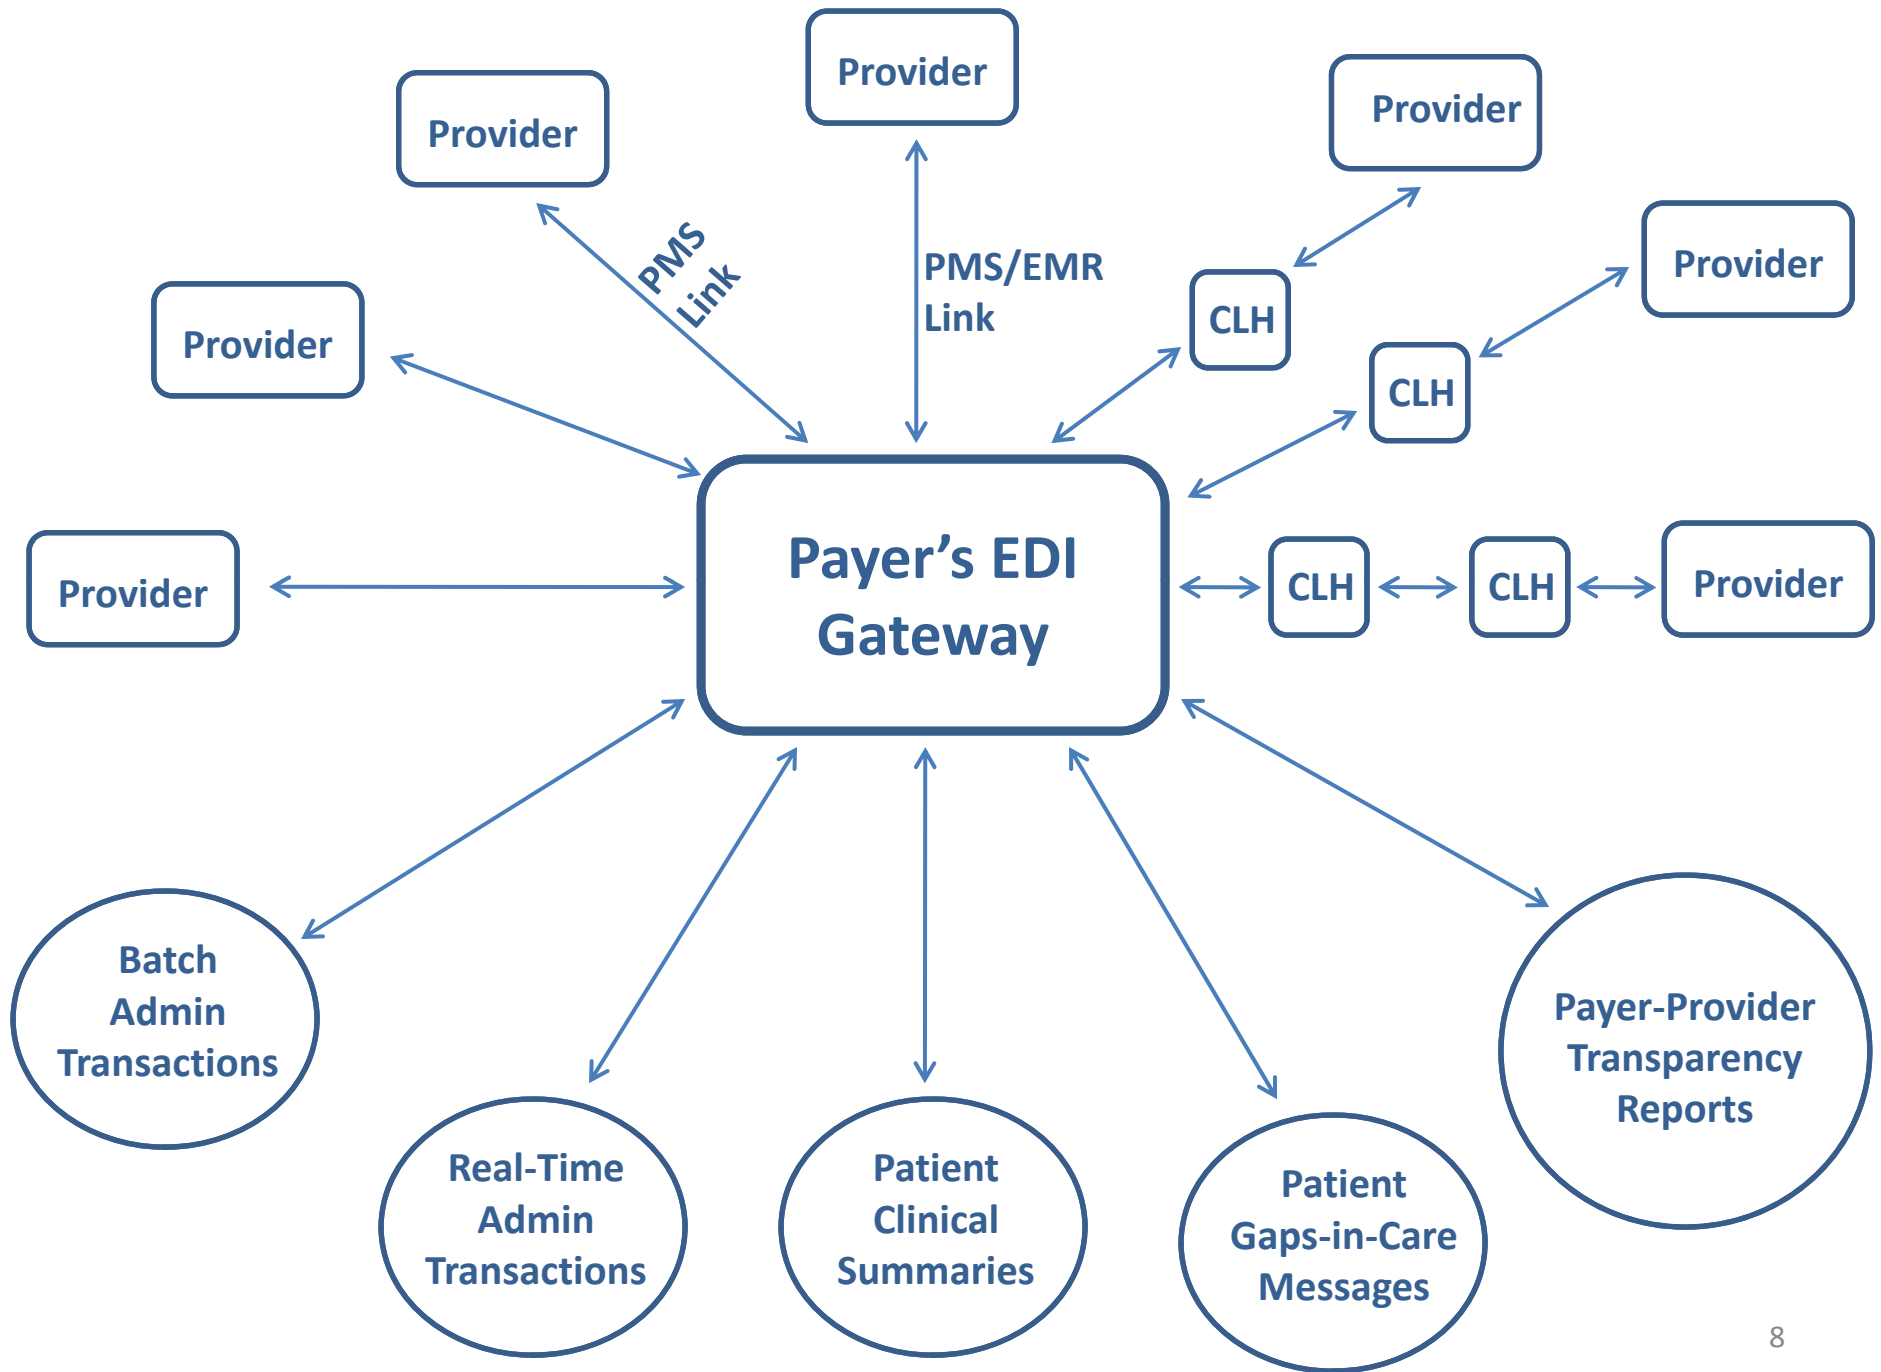 Provider
Provider
Provider
Provider
PMS
Link
PMS/EMR
Link
Provider
CLH
Provider
CLH
Provider
Payer’s EDI
Gateway
CLH
CLH
Provider
Batch
Admin
Transactions
Real-Time
Admin
Transactions
Patient
Clinical
Summaries
Patient
Gaps-in-Care
Messages
Payer-Provider
Transparency
Reports
8